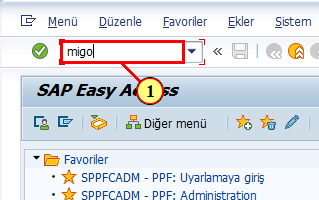 Menü Düzenle Favoriler Ekler Sistem
migo
1
SAP Easy Access
Diğer menü
Favoriler
SPPFCADM - PPF: Uyarlamaya giriş
SPPFCADM - PPF: Administration